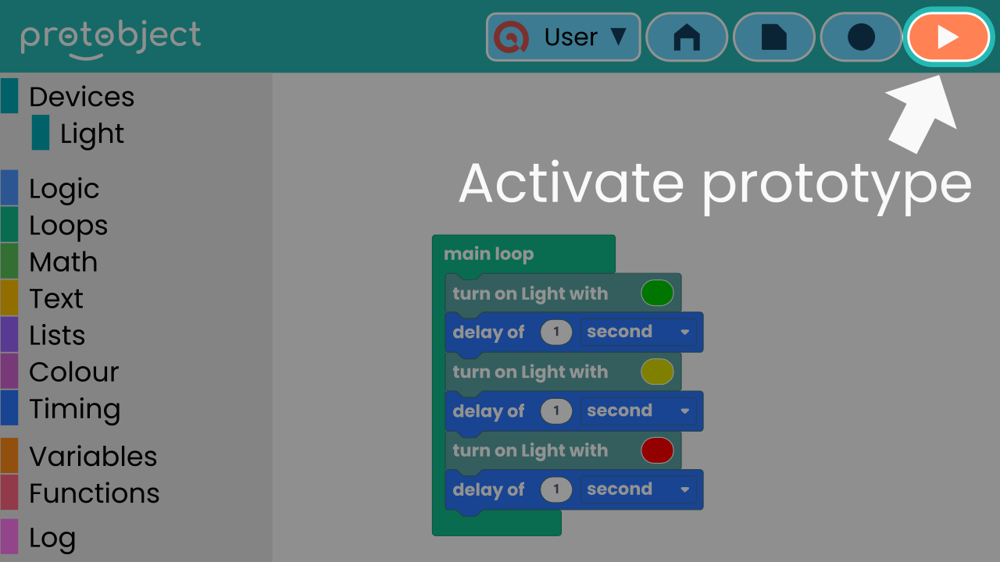 protobject
User
Activate prototype
Devices
Light
Logic
Loops
Math
Text
Lists
Colour
Timing
Variables
Functions
Log
main loop
turn on Light with
delay of 1 second
turn on Light with
delay of 1 second
turn on Light with
delay of 1 second